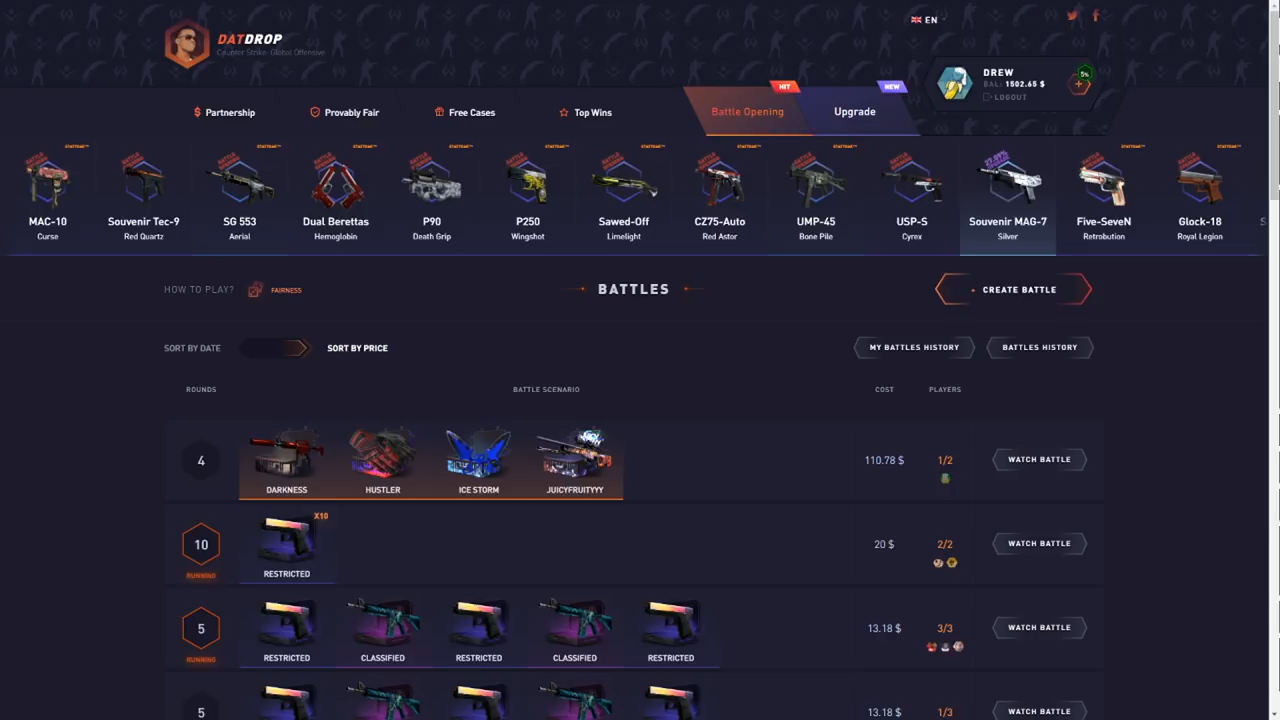 EN
DATDROP
Counter Strike: Global Offensive
DREW
5%
BAL: 1502.65 $
LOGOUT
HIT
NEW
Partnership
Provably Fair
Free Cases
Top Wins
Battle Opening
Upgrade
MAC-10
Curse
Souvenir Tec-9
Red Quartz
SG 553
Aerial
Dual Berettas
Hemoglobin
P90
Death Grip
P250
Wingshot
Sawed-Off
Limelight
CZ75-Auto
Red Astor
UMP-45
Bone Pile
USP-S
Cyrex
Souvenir MAG-7
Silver
Five-SeveN
Retrobution
Glock-18
Royal Legion
HOW TO PLAY?
FAIRNESS
BATTLES
+ CREATE BATTLE
SORT BY DATE
SORT BY PRICE
MY BATTLES HISTORY
BATTLES HISTORY
ROUNDS
BATTLE SCENARIO
COST
PLAYERS
4
DARKNESS
HUSTLER
ICE STORM
JUICYFRUITYYY
110.78 $
1/2
WATCH BATTLE
10
RUNNING
X10
RESTRICTED
20 $
2/2
WATCH BATTLE
5
RUNNING
RESTRICTED
CLASSIFIED
RESTRICTED
CLASSIFIED
RESTRICTED
13.18 $
3/3
WATCH BATTLE
5
13.18 $
1/3
WATCH BATTLE